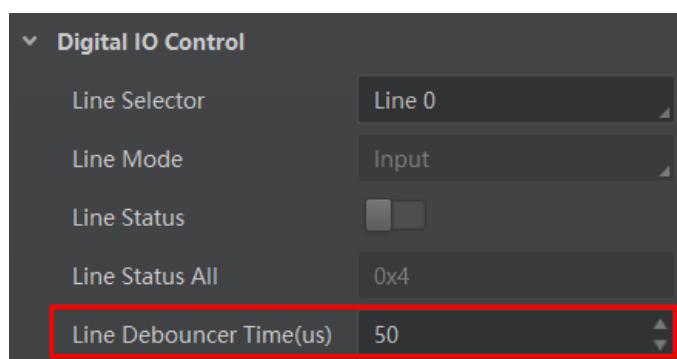 Digital IO Control
Line Selector Line 0
Line Mode Input
Line Status
Line Status All 0x4
Line Debouncer Time(us) 50